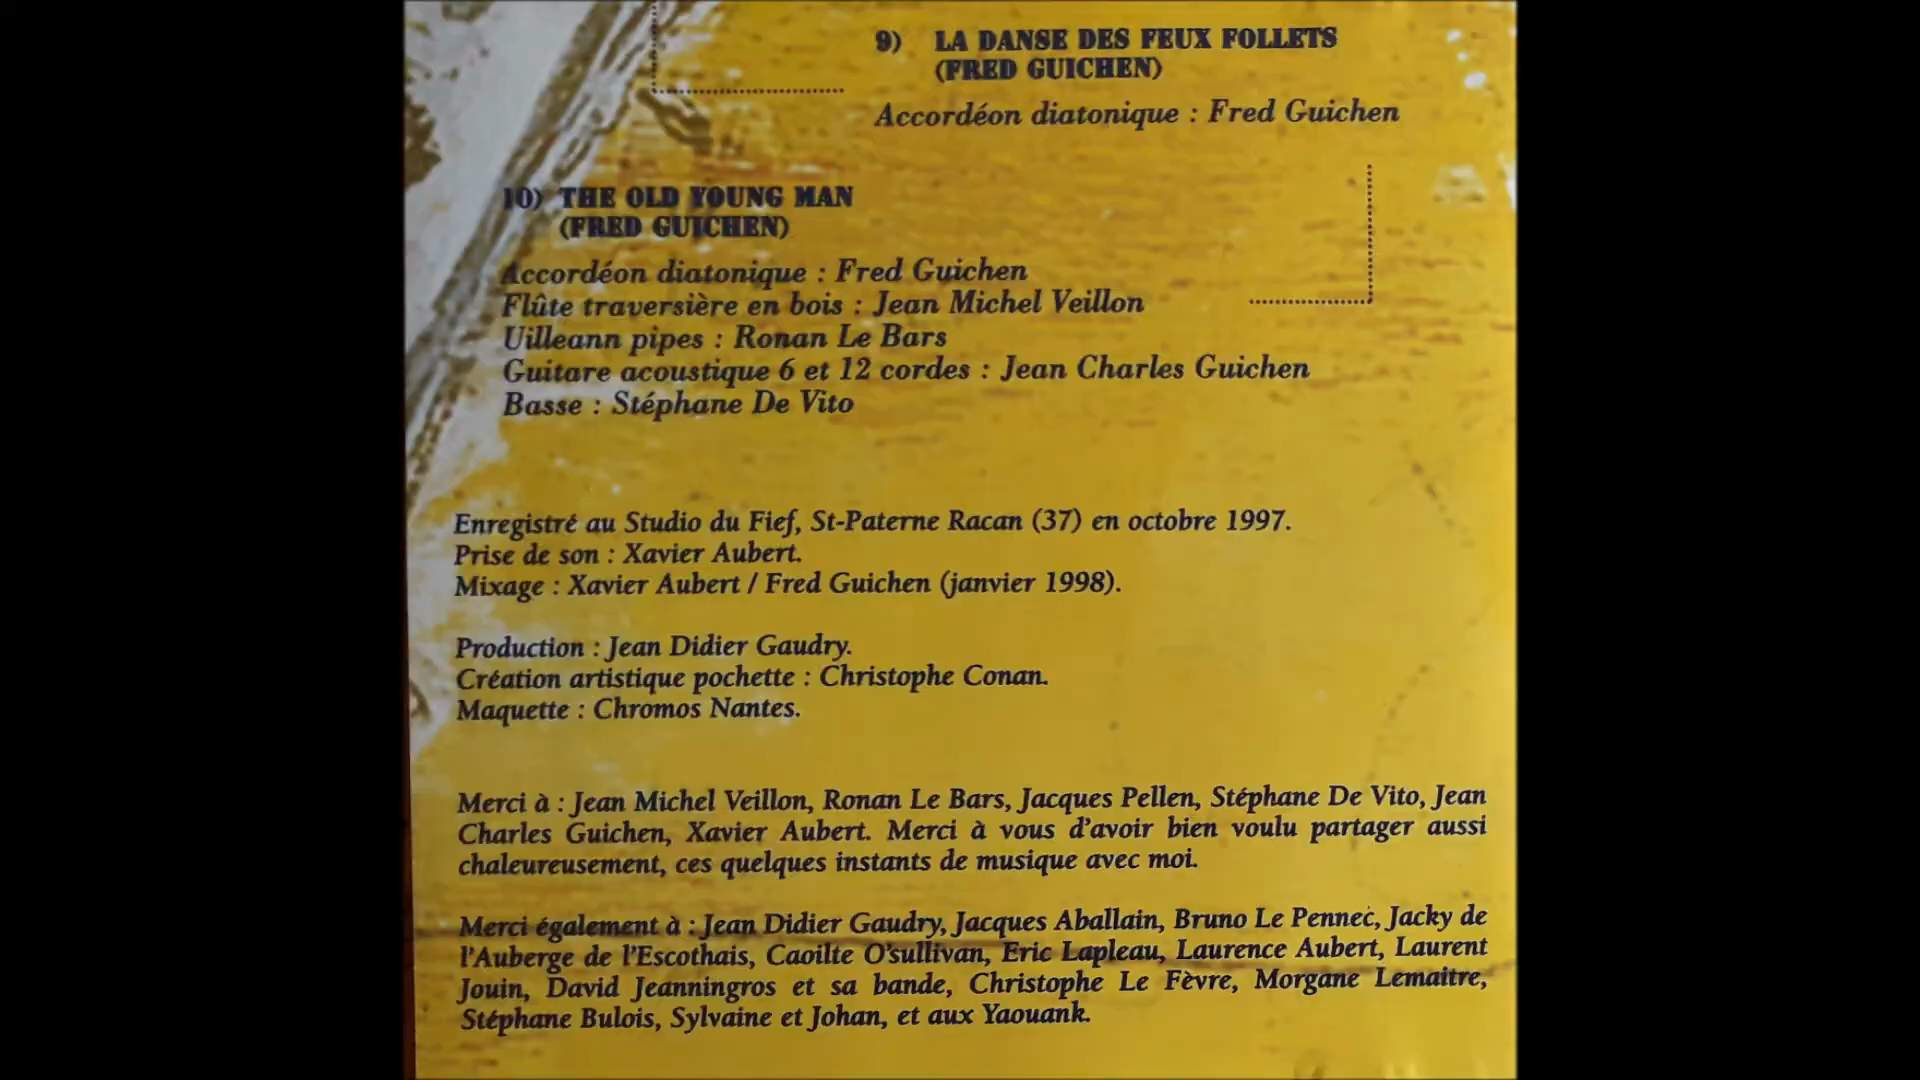 9) LA DANSE DES FEUX FOLLETS
(FRED GUICHEN)
Accordéon diatonique : Fred Guichen
10) THE OLD YOUNG MAN
(FRED GUICHEN)
Accordéon diatonique : Fred Guichen
Flûte traversière en bois : Jean Michel Veillon
Uilleann pipes : Ronan Le Bars
Guitare acoustique 6 et 12 cordes : Jean Charles Guichen
Basse : Stéphane De Vito
Enregistré au Studio du Fief, St-Paterne Racan (37) en octobre 1997.
Prise de son : Xavier Aubert.
Mixage : Xavier Aubert / Fred Guichen (janvier 1998).
Production : Jean Didier Gaudry.
Création artistique pochette : Christophe Conan.
Maquette : Chromos Nantes.
Merci à : Jean Michel Veillon, Ronan Le Bars, Jacques Pellen, Stéphane De Vito, Jean
Charles Guichen, Xavier Aubert. Merci à vous d'avoir bien voulu partager aussi
chaleureusement, ces quelques instants de musique avec moi.
Merci également à : Jean Didier Gaudry, Jacques Aballain, Bruno Le Pennec, Jacky de
l'Auberge de l'Escothais, Caoilte O'sullivan, Eric Lapleau, Laurence Aubert, Laurent
Jouin, David Jeanningros et sa bande, Christophe Le Fèvre, Morgane Lemaitre,
Stéphane Bulois, Sylvaine et Johan, et aux Yaouank.